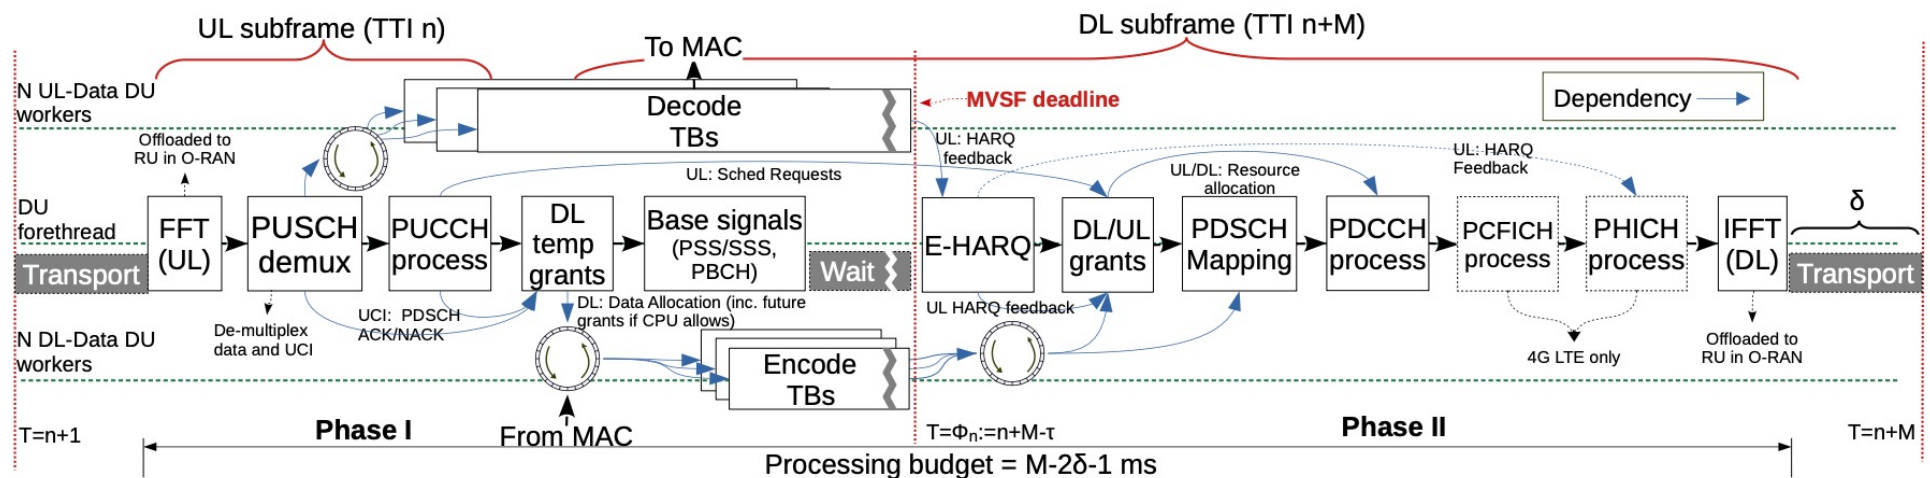 UL subframe (TTI n)
DL subframe (TTI n+M)
To MAC
N UL-Data DU
workers
Decode
TBs
MVSF deadline
Dependency
Offloaded to
RU in O-RAN
UL: HARQ
feedback
UL: HARQ
Feedback
UL: Sched Requests
UL/DL: Resource
allocation
DU
forethread
FFT
(UL)
PUSCH
demux
PUCCH
process
DL
temp
grants
Base signals
(PSS/SSS,
PBCH)
E-HARQ
DL/UL
grants
PDSCH
Mapping
PDCCH
process
PCFICH
process
PHICH
process
IFFT
(DL)
δ
Transport
Wait
Transport
De-multiplex
data and UCI
UCI: PDSCH
ACK/NACK
DL: Data Allocation (inc. future
grants if CPU allows)
UL HARQ feedback
4G LTE only
Offloaded to
RU in O-RAN
N DL-Data DU
workers
Encode
TBs
T=n+1
Phase I
From MAC
T=Φn:=n+M-τ
Phase II
T=n+M
Processing budget = M-2δ-1 ms